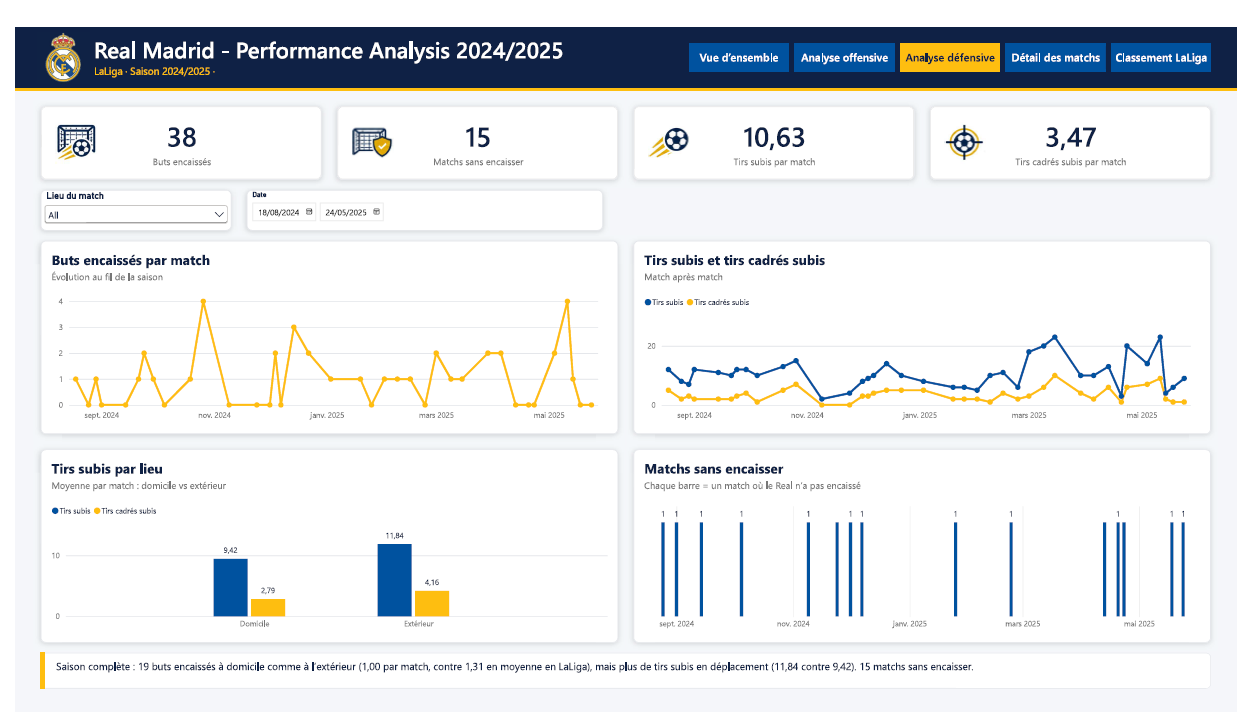 Real Madrid - Performance Analysis 2024/2025
LaLiga · Saison 2024/2025 ·
Vue d'ensemble
Analyse offensive
Analyse défensive
Détail des matchs
Classement LaLiga
38
Buts encaissés
15
Matchs sans encaisser
10,63
Tirs subis par match
3,47
Tirs cadrés subis par match
Lieu du match
All
Date
18/08/2024
24/05/2025
Buts encaissés par match
Évolution au fil de la saison
4
3
2
1
0
sept. 2024
nov. 2024
janv. 2025
mars 2025
mai 2025
Tirs subis et tirs cadrés subis
Match après match
Tirs subis
Tirs cadrés subis
20
0
sept. 2024
nov. 2024
janv. 2025
mars 2025
mai 2025
Tirs subis par lieu
Moyenne par match : domicile vs extérieur
Tirs subis
Tirs cadrés subis
10
0
9,42
2,79
11,84
4,16
Domicile
Extérieur
Matchs sans encaisser
Chaque barre = un match où le Real n'a pas encaissé
1 1 1 1 1 1 1 1 1 1 1 1
sept. 2024
nov. 2024
janv. 2025
mars 2025
mai 2025
Saison complète : 19 buts encaissés à domicile comme à l'extérieur (1,00 par match, contre 1,31 en moyenne en LaLiga), mais plus de tirs subis en déplacement (11,84 contre 9,42). 15 matchs sans encaisser.